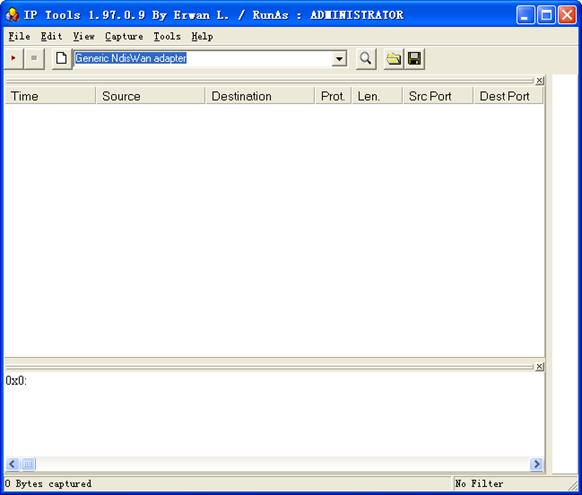 IP Tools 1.97.0.9 By Erwan L. / RunAs : ADMINISTRATOR
File Edit View Capture Tools Help
Generic NdisWan adapter
Time Source Destination Prot. Len. Src Port Dest Port
0x0:
0 Bytes captured No Filter